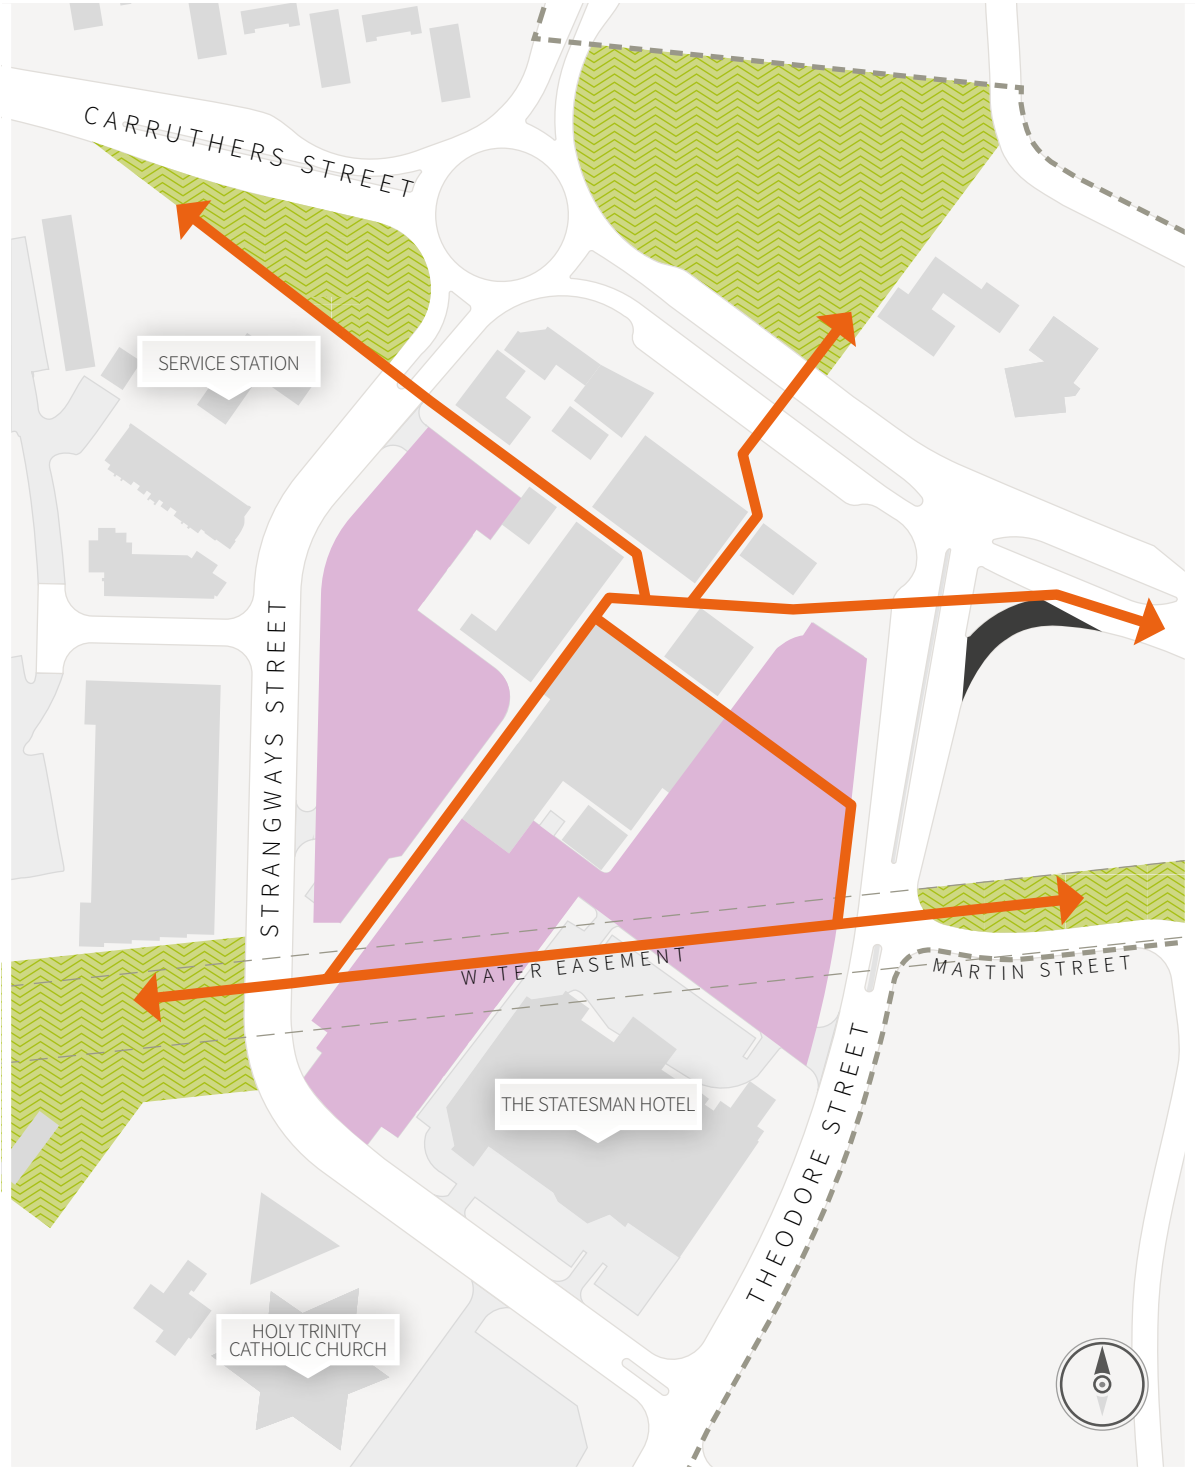 CARRUTHERS STREET
SERVICE STATION
STRANGWAYS STREET
WATER EASEMENT
MARTIN STREET
THE STATESMAN HOTEL
THEODORE STREET
HOLY TRINITY
CATHOLIC CHURCH